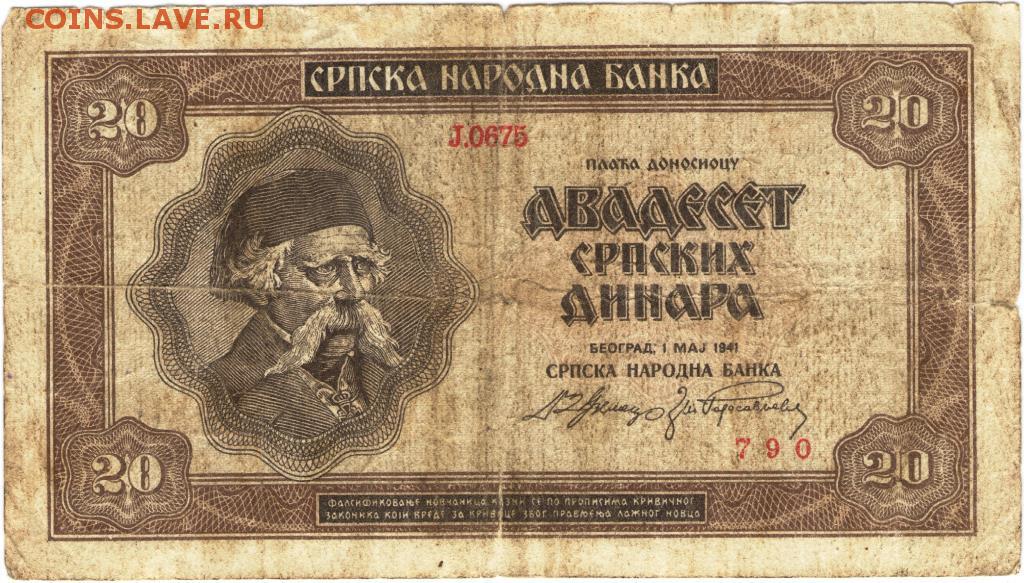 COINS.LAVE.RU
СРПСКА НАРОДНА БАНКА
20
20
J.0675
ПЛАЋА ДОНОСИОЦУ
ДВАДЕСЕТ
СРПСКИХ
ДИНАРА
БЕОГРАД, 1 МАЈ 1941
СРПСКА НАРОДНА БАНКА
790
20
20
ФАЛСИФИКОВАЊЕ НОВЧАНИЦА КАЗНИ СЕ ПО ПРОПИСИМА КРИВИЧНОГ
ЗАКОНИКА КОЈИ ВРЕДЕ ЗА КРИВИЦЕ ЗБОГ ПРАВЉЕЊА ЛАЖНОГ НОВЦА